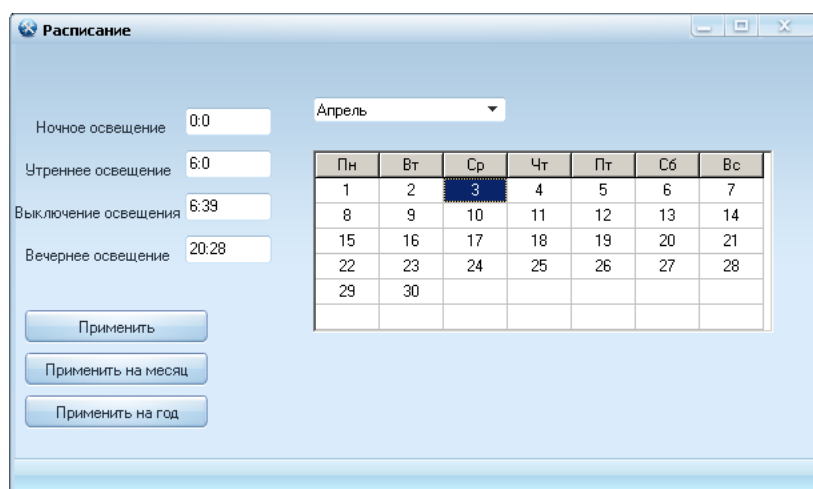 Расписание
Ночное освещение 0:0
Утреннее освещение 6:0
Выключение освещения 6:39
Вечернее освещение 20:28
Применить
Применить на месяц
Применить на год
Апрель
Пн Вт Ср Чт Пт Сб Вс
1 2 3 4 5 6 7
8 9 10 11 12 13 14
15 16 17 18 19 20 21
22 23 24 25 26 27 28
29 30